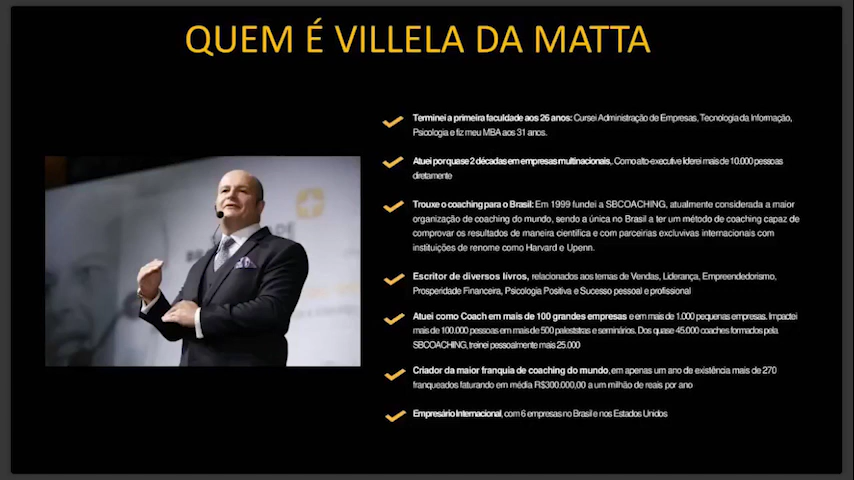 QUEM É VILLELA DA MATTA
Terminei a primeira faculdade aos 26 anos: Cursei Administração de Empresas, Tecnologia da Informação,
Psicologia e fiz meu MBA aos 31 anos.
Atuei por quase 2 décadas em empresas multinacionais,. Como alto-executive liderei mais de 10.000 pessoas
diretamente
Trouxe o coaching para o Brasil: Em 1999 fundei a SBCOACHING, atualmente considerada a maior
organização de coaching do mundo, sendo a única no Brasil a ter um método de coaching capaz de
comprovar os resultados de maneira científica e com parcerias excluvivas internacionais com
instituições de renome como Harvard e Upenn.
Escritor de diversos livros, relacionados aos temas de Vendas, Liderança, Empreendedorismo,
Prosperidade Financeira, Psicologia Positiva e Sucesso pessoal e profissional
Atuei como Coach em mais de 100 grandes empresas e em mais de 1.000 pequenas empresas. Impactei
mais de 100.000 pessoas em mais de 500 paleststras e seminários. Dos quase 45.000 coaches formados pela
SBCOACHING, treinei pessoalmente mais 25.000
Criador da maior franquia de coaching do mundo, em apenas um ano de existência mais de 270
franqueados faturando em média R$300.000,00 a um milhão de reais por ano
Empresário Internacional, com 6 empresas no Brasil e nos Estados Unidos